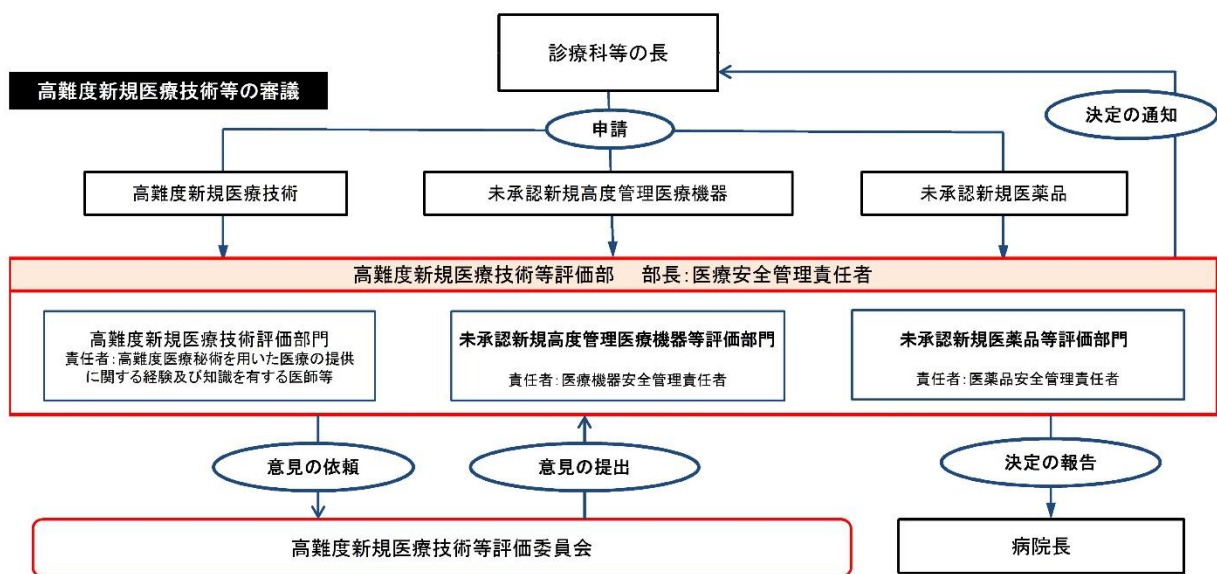 診療科等の長
高難度新規医療技術等の審議
決定の通知
申請
高難度新規医療技術
未承認新規高度管理医療機器
未承認新規医薬品
高難度新規医療技術等評価部　部長：医療安全管理責任者
高難度新規医療技術評価部門
責任者：高難度医療秘術を用いた医療の提供
に関する経験及び知識を有する医師等
未承認新規高度管理医療機器等評価部門
責任者：医療機器安全管理責任者
未承認新規医薬品等評価部門
責任者：医薬品安全管理責任者
意見の依頼
意見の提出
決定の報告
高難度新規医療技術等評価委員会
病院長